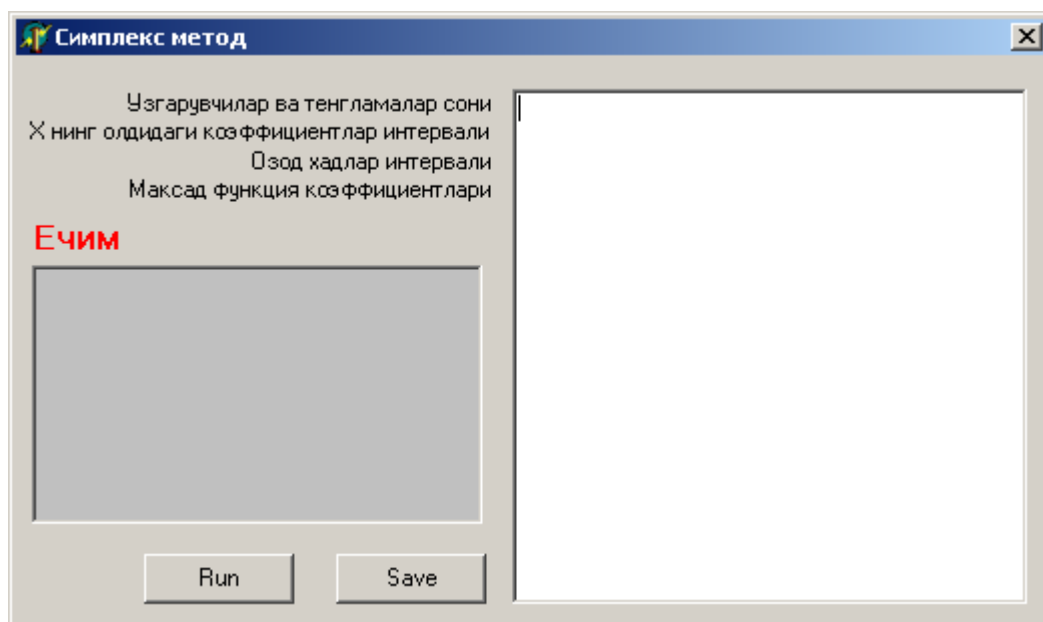 Симплекс метод
Узгарувчилар ва тенгламалар сони
Х нинг олдидаги коэффициентлар интервали
Озод хадлар интервали
Максад функция коэффициентлари
Ечим
Run
Save